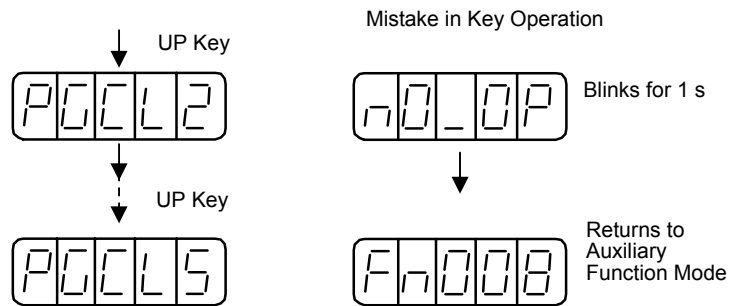 Mistake in Key Operation
UP Key
PGCL2
UP Key
PGCL5
n0_0P
Blinks for 1 s
Fn008
Returns to
Auxiliary
Function Mode